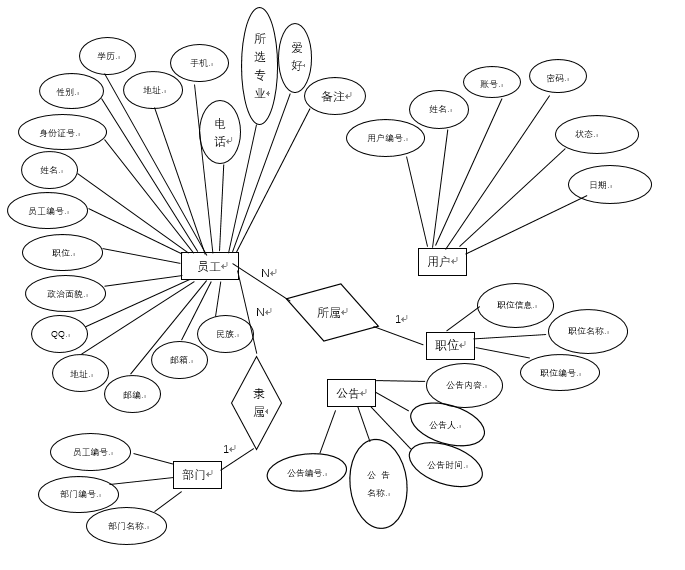 所
选
专
业
爱
好
学历
手机
备注
性别
地址
账号
密码
姓名
电
话
身份证号
用户编号
状态
姓名
日期
员工编号
职位
用户
员工
N
政治面貌
职位信息
N
所属
1
QQ
民族
职位名称
职位
邮箱
地址
职位编号
公告内容
邮编
隶
属
公告
公告人
1
员工编号
公告时间
部门
公告编号
公 告
名称
部门编号
部门名称